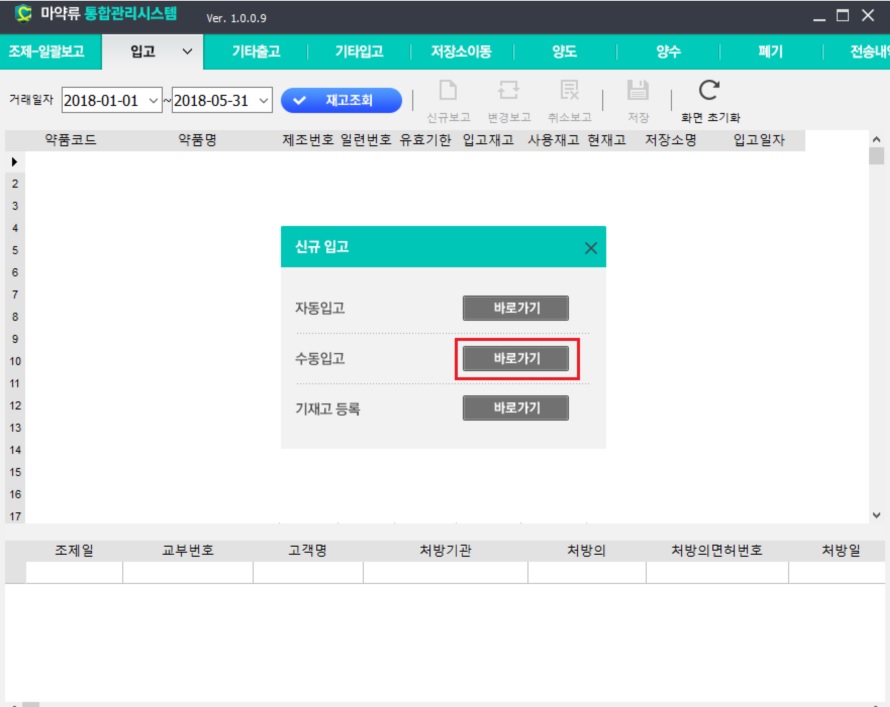 마약류 통합관리시스템 Ver. 1.0.0.9
조제-일괄보고 입고 기타출고 기타입고 저장소이동 양도 양수 폐기 전송내
거래일자 2018-01-01 ~ 2018-05-31 재고조회 신규보고 변경보고 취소보고 저장 화면 초기화
약품코드 약품명 제조번호 일련번호 유효기한 입고재고 사용재고 현재고 저장소명 입고일자
2
3
4
5
6
7
8
9
10
11
12
13
14
15
16
17
신규 입고
자동입고 바로가기
수동입고 바로가기
기재고 등록 바로가기
조제일 교부번호 고객명 처방기관 처방의 처방의면허번호 처방일